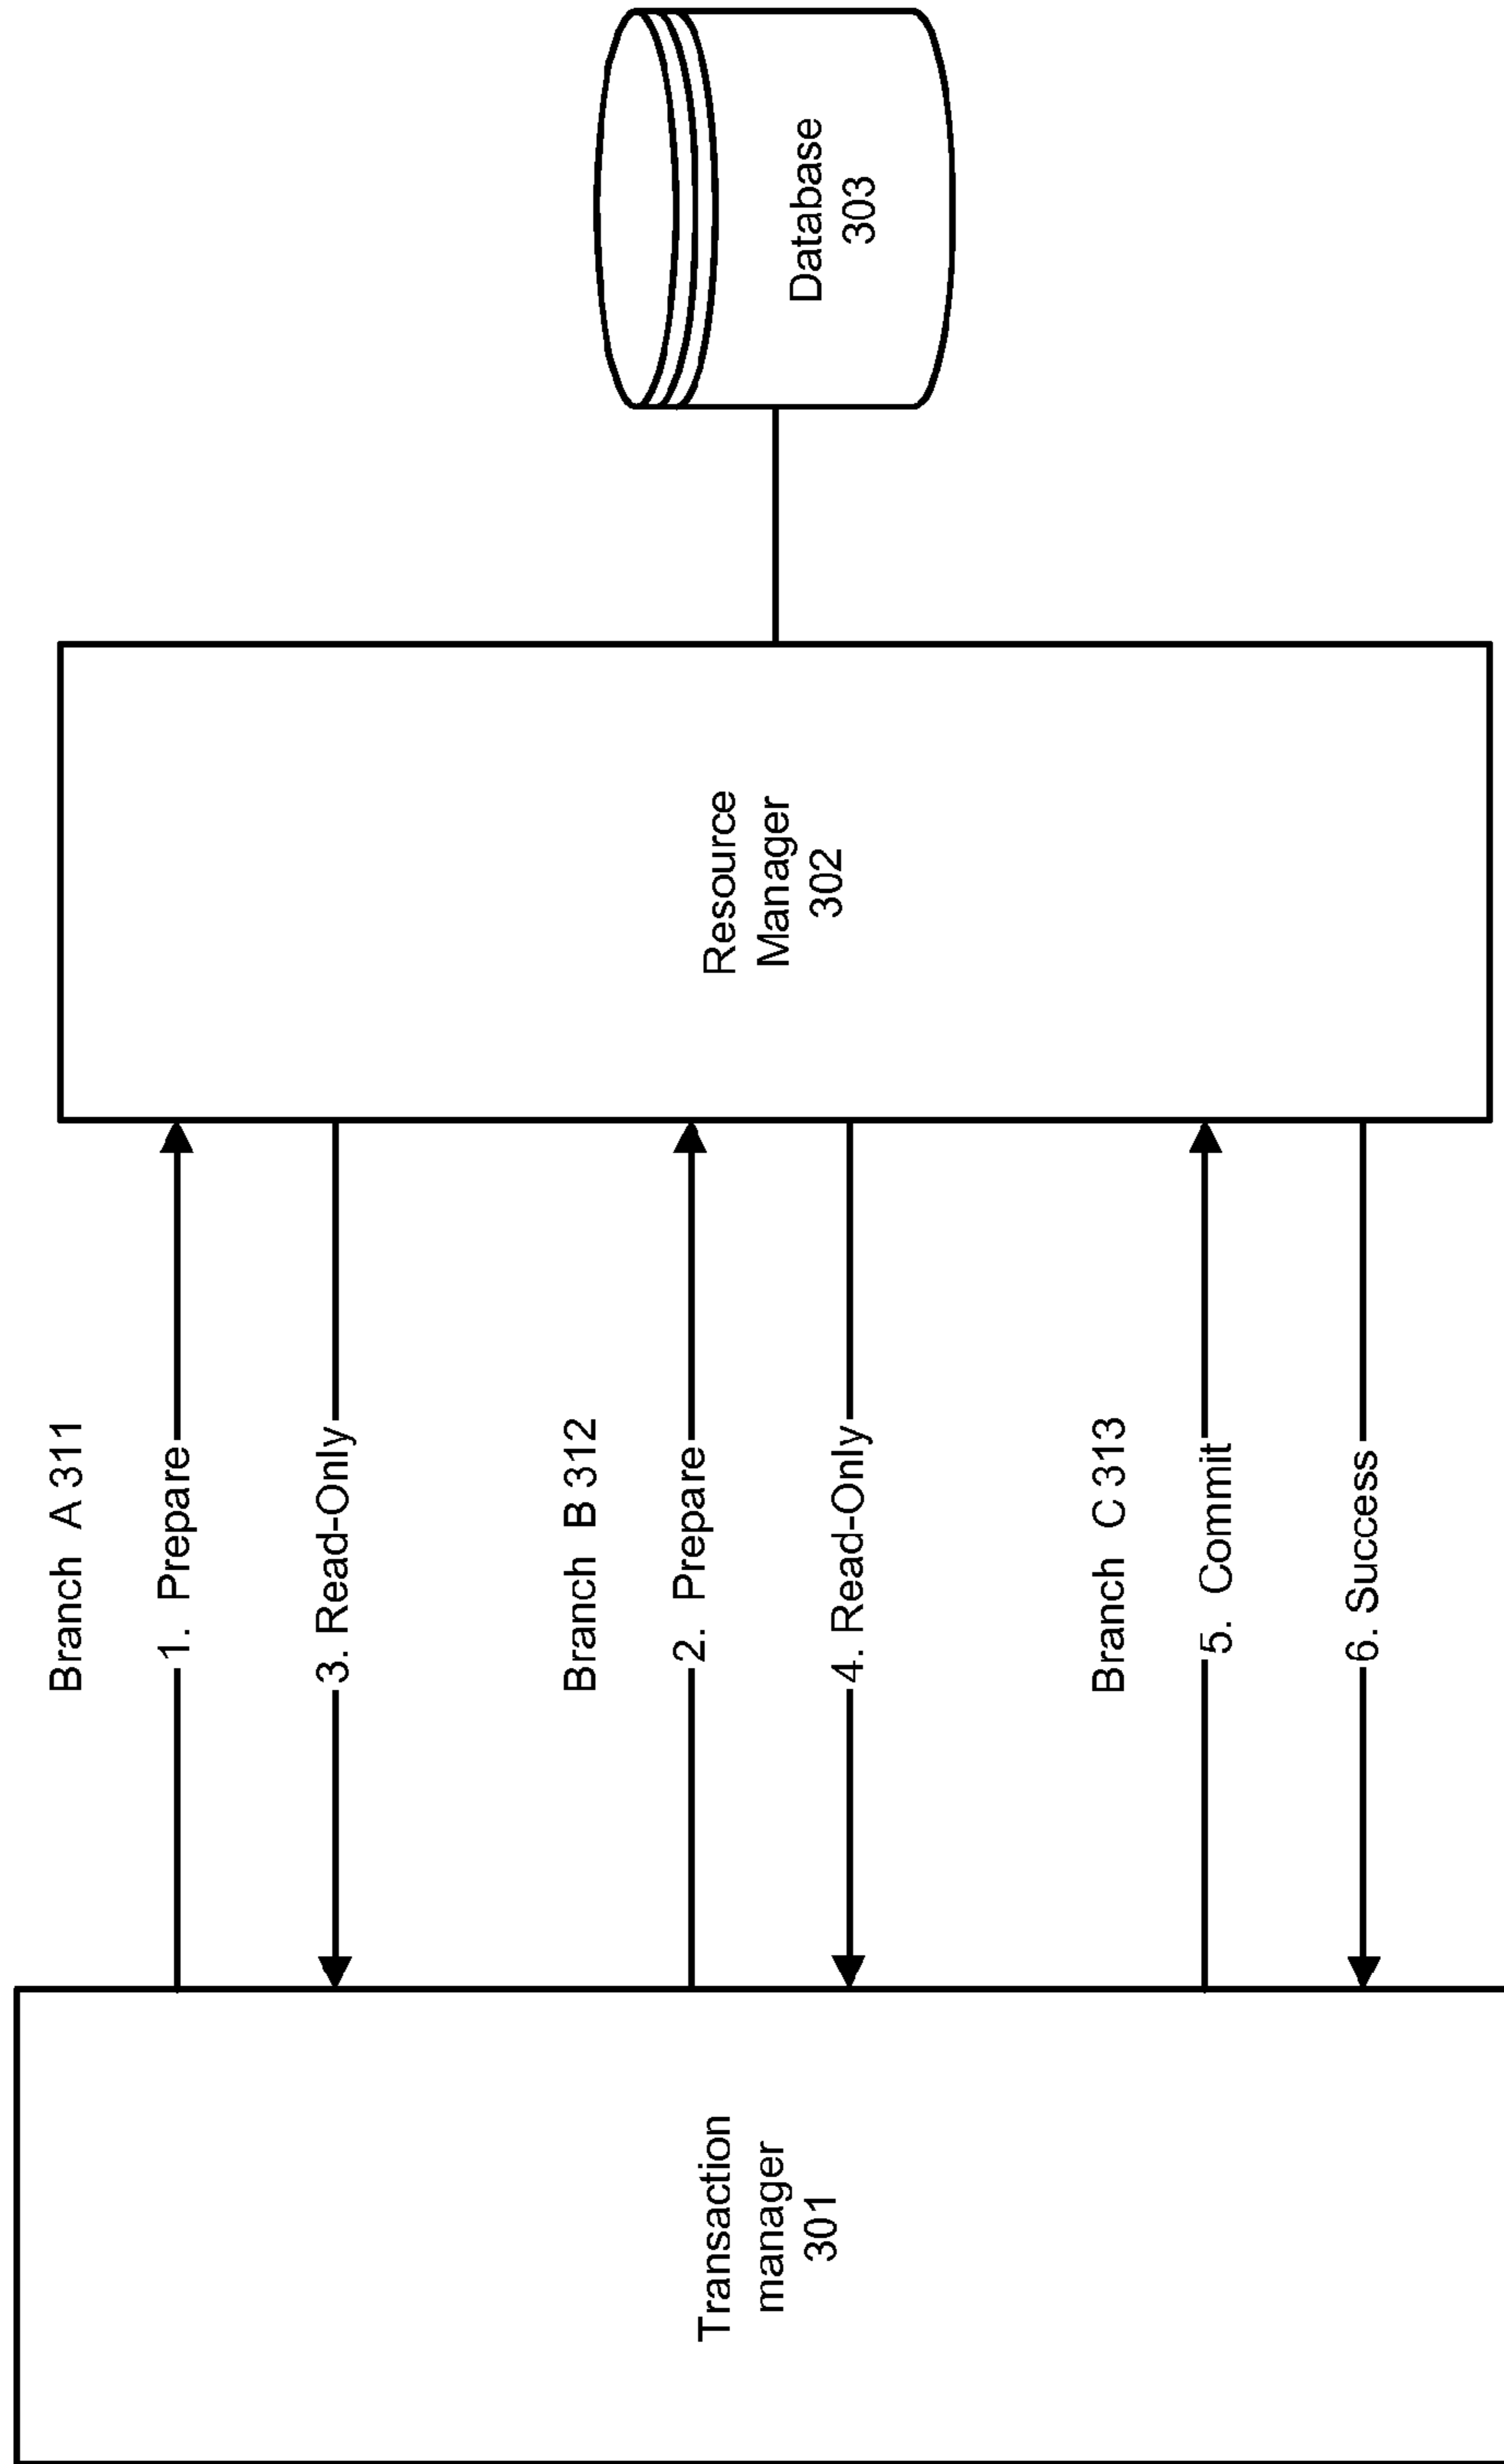 Transaction
manager
301
Branch A 311
1. Prepare
3. Read-Only
Branch B 312
2. Prepare
4. Read-Only
Branch C 313
5. Commit
6. Success
Resource
Manager
302
Database
303